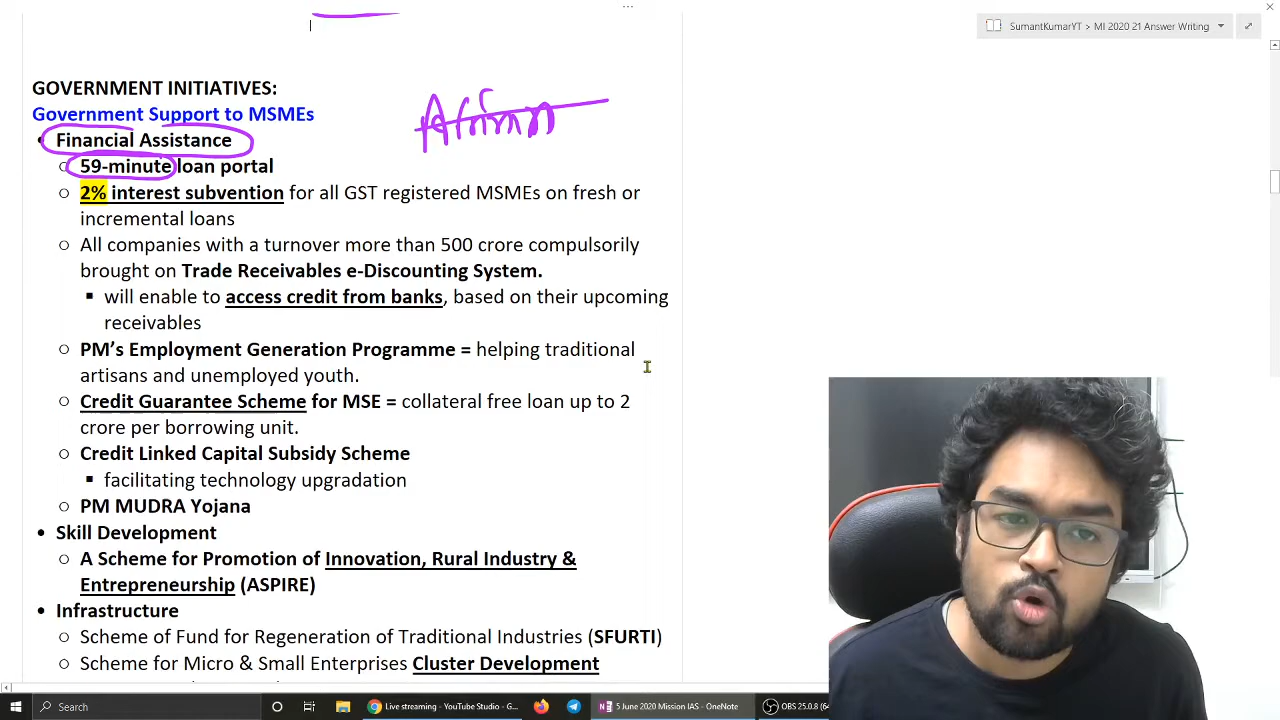 SumantKumarYT > MI 2020 21 Answer Writing
GOVERNMENT INITIATIVES:
Government Support to MSMEs
• Financial Assistance
○ 59-minute loan portal
○ 2% interest subvention for all GST registered MSMEs on fresh or
incremental loans
○ All companies with a turnover more than 500 crore compulsorily
brought on Trade Receivables e-Discounting System.
▪ will enable to access credit from banks, based on their upcoming
receivables
○ PM’s Employment Generation Programme = helping traditional
artisans and unemployed youth.
○ Credit Guarantee Scheme for MSE = collateral free loan up to 2
crore per borrowing unit.
○ Credit Linked Capital Subsidy Scheme
▪ facilitating technology upgradation
○ PM MUDRA Yojana
• Skill Development
○ A Scheme for Promotion of Innovation, Rural Industry &
Entrepreneurship (ASPIRE)
• Infrastructure
○ Scheme of Fund for Regeneration of Traditional Industries (SFURTI)
○ Scheme for Micro & Small Enterprises Cluster Development
Search
Live streaming - YouTube Studio - G...
5 June 2020 Mission IAS - OneNote
OBS 25.0.8 (64